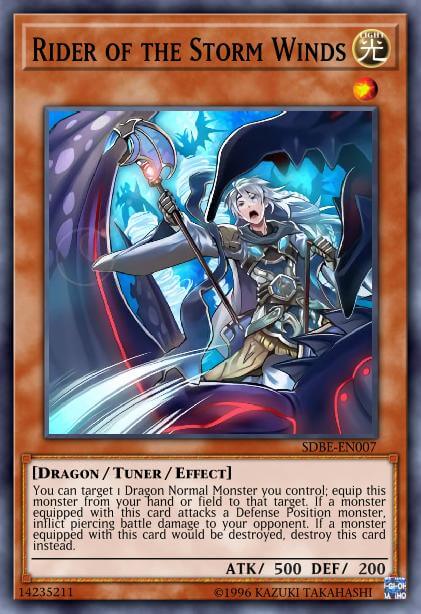 RIDER OF THE STORM WINDS
LIGHT
光
SDBE-EN007
[DRAGON / TUNER / EFFECT]
You can target 1 Dragon Normal Monster you control; equip this
monster from your hand or field to that target. If a monster
equipped with this card attacks a Defense Position monster,
inflict piercing battle damage to your opponent. If a monster
equipped with this card would be destroyed, destroy this card
instead.
ATK/ 500 DEF/ 200
14235211
©1996 KAZUKI TAKAHASHI